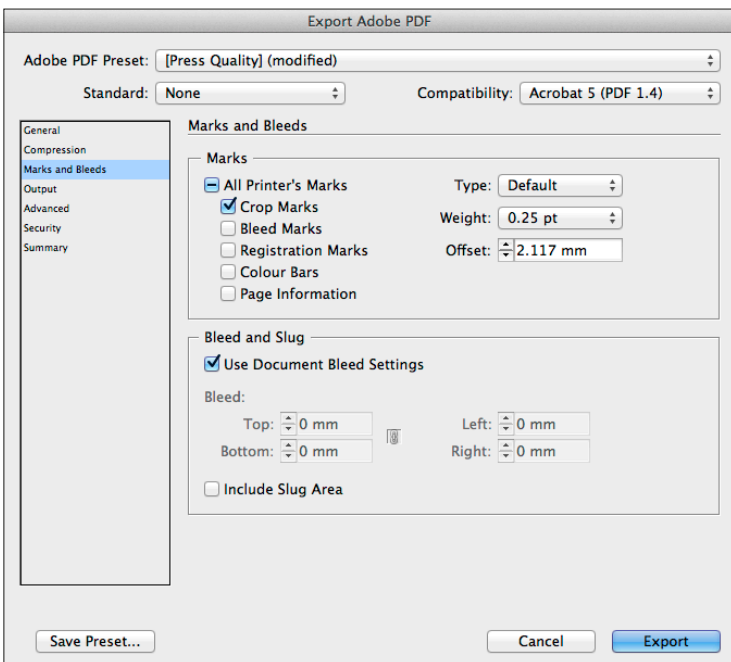 Export Adobe PDF
Adobe PDF Preset: [Press Quality] (modified)
Standard: None Compatibility: Acrobat 5 (PDF 1.4)
General
Compression
Marks and Bleeds
Output
Advanced
Security
Summary
Marks and Bleeds
Marks
All Printer's Marks
Crop Marks
Bleed Marks
Registration Marks
Colour Bars
Page Information
Type: Default
Weight: 0.25 pt
Offset: 2.117 mm
Bleed and Slug
Use Document Bleed Settings
Bleed:
Top: 0 mm Left: 0 mm
Bottom: 0 mm Right: 0 mm
Include Slug Area
Save Preset... Cancel Export